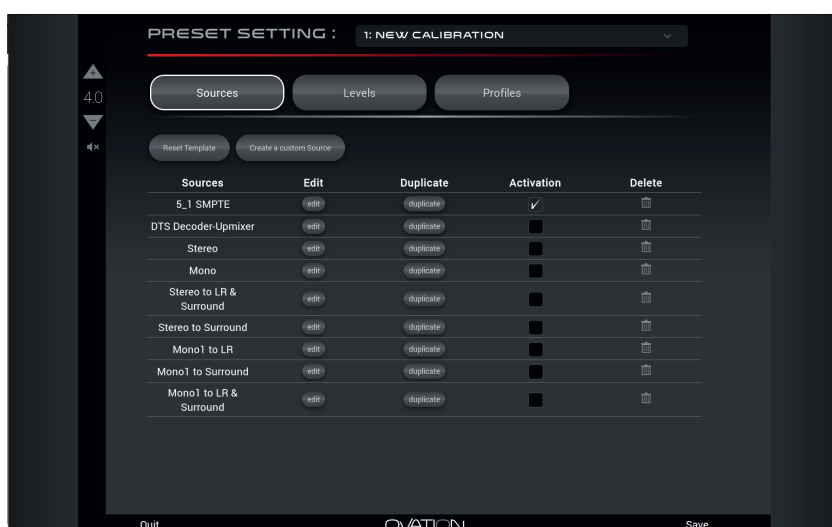 PRESET SETTING : 1: NEW CALIBRATION
4.0
Sources Levels Profiles
Reset Template Create a custom Source
Sources Edit Duplicate Activation Delete
5_1 SMPTE edit duplicate
DTS Decoder-Upmixer edit duplicate
Stereo edit duplicate
Mono edit duplicate
Stereo to LR &
Surround edit duplicate
Stereo to Surround edit duplicate
Mono1 to LR edit duplicate
Mono1 to Surround edit duplicate
Mono1 to LR &
Surround edit duplicate
Quit OVATION Save